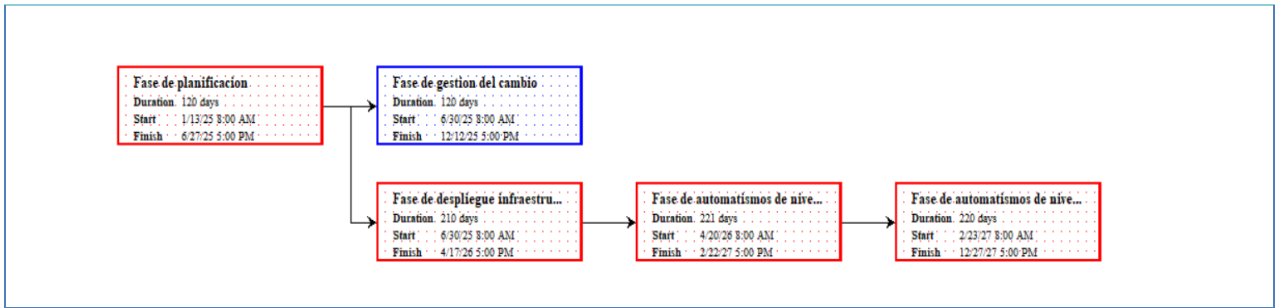 Fase de planificacion
Duration. 120 days
Start 1/13/25 8:00 AM
Finish 6/27/25 5:00 PM
Fase de gestion del cambio
Duration. 120 days
Start 6/30/25 8:00 AM
Finish 12/12/25 5:00 PM
Fase de despliegue infraestru...
Duration. 210 days
Start 6/30/25 8:00 AM
Finish 4/17/26 5:00 PM
Fase de automatismos de nive...
Duration. 221 days
Start 4/20/26 8:00 AM
Finish 2/22/27 5:00 PM
Fase de automatismos de nive...
Duration. 220 days
Start 2/23/27 8:00 AM
Finish 12/27/27 5:00 PM